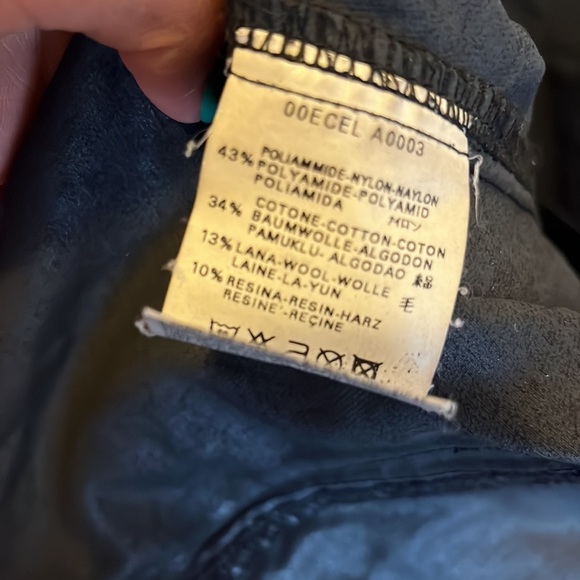 00ECEL A0003
43% POLIAMMIDE-NYLON-NAYLON
POLYAMIDE-POLYAMID
POLIAMIDA ナイロン
34% COTONE-COTTON-COTON
BAUMWOLLE-ALGODON
PAMUKLU-ALGODAO
13% LANA-WOOL-WOLLE
LAINE-LA-YUN 毛
10% RESINA-RESIN-HARZ
RESINE'-REÇINE